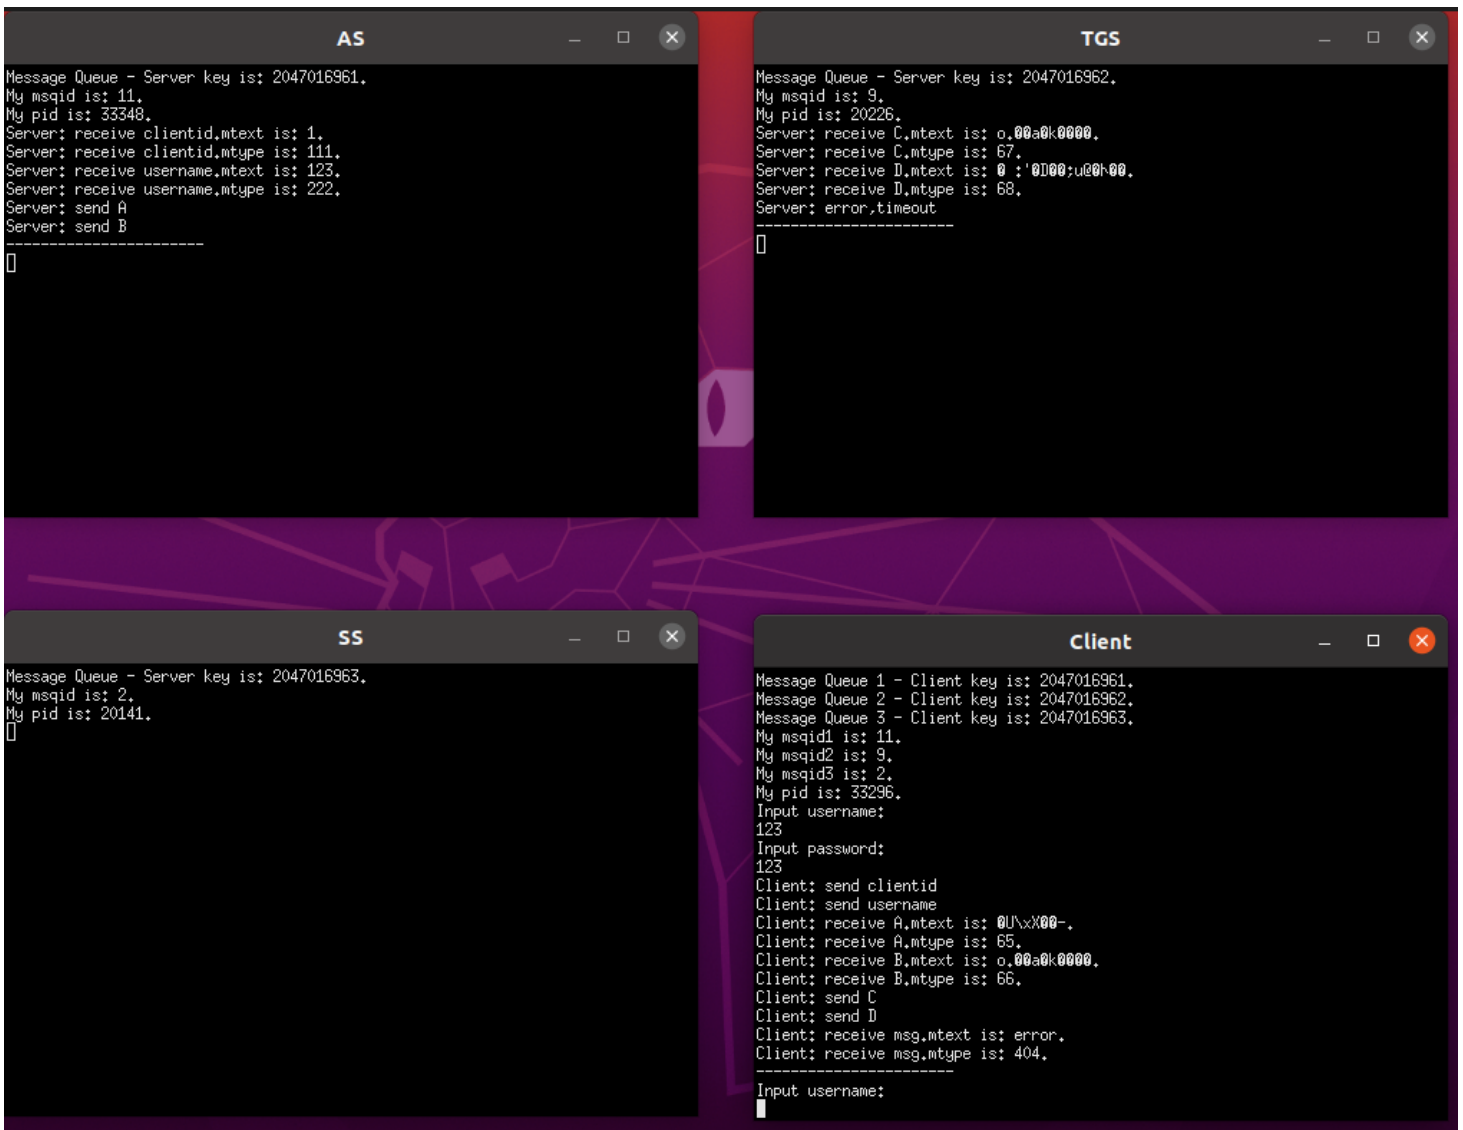 AS
Message Queue - Server key is: 2047016961.
My msqid is: 11.
My pid is: 33348.
Server: receive clientid.mtext is: 1.
Server: receive clientid.mtype is: 111.
Server: receive username.mtext is: 123.
Server: receive username.mtype is: 222.
Server: send A
Server: send B
-----------------------
TGS
Message Queue - Server key is: 2047016962.
My msqid is: 9.
My pid is: 20226.
Server: receive C.mtext is: o.��a�k����.
Server: receive C.mtype is: 67.
Server: receive D.mtext is: � :'�D��;u@�h��.
Server: receive D.mtype is: 68.
Server: error,timeout
-----------------------
SS
Message Queue - Server key is: 2047016963.
My msqid is: 2.
My pid is: 20141.
Client
Message Queue 1 - Client key is: 2047016961.
Message Queue 2 - Client key is: 2047016962.
Message Queue 3 - Client key is: 2047016963.
My msqid1 is: 11.
My msqid2 is: 9.
My msqid3 is: 2.
My pid is: 33296.
Input username:
123
Input password:
123
Client: send clientid
Client: send username
Client: receive A.mtext is: �U\xX��-.
Client: receive A.mtype is: 65.
Client: receive B.mtext is: o.��a�k����.
Client: receive B.mtype is: 66.
Client: send C
Client: send D
Client: receive msg.mtext is: error.
Client: receive msg.mtype is: 404.
-----------------------
Input username: